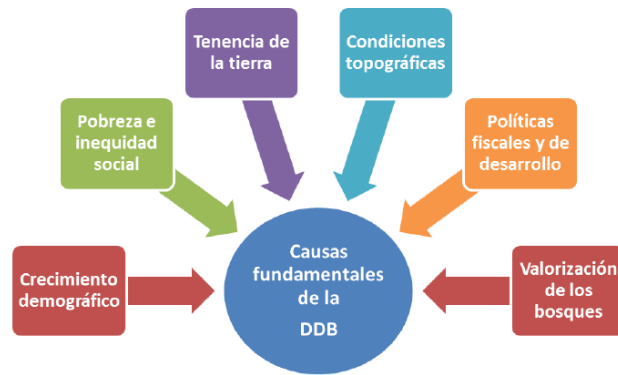 Tenencia de
la tierra
Condiciones
topográficas
Pobreza e
inequidad
social
Políticas
fiscales y de
desarrollo
Crecimiento
demográfico
Causas
fundamentales
de la
DDB
Valorización
de los
bosques